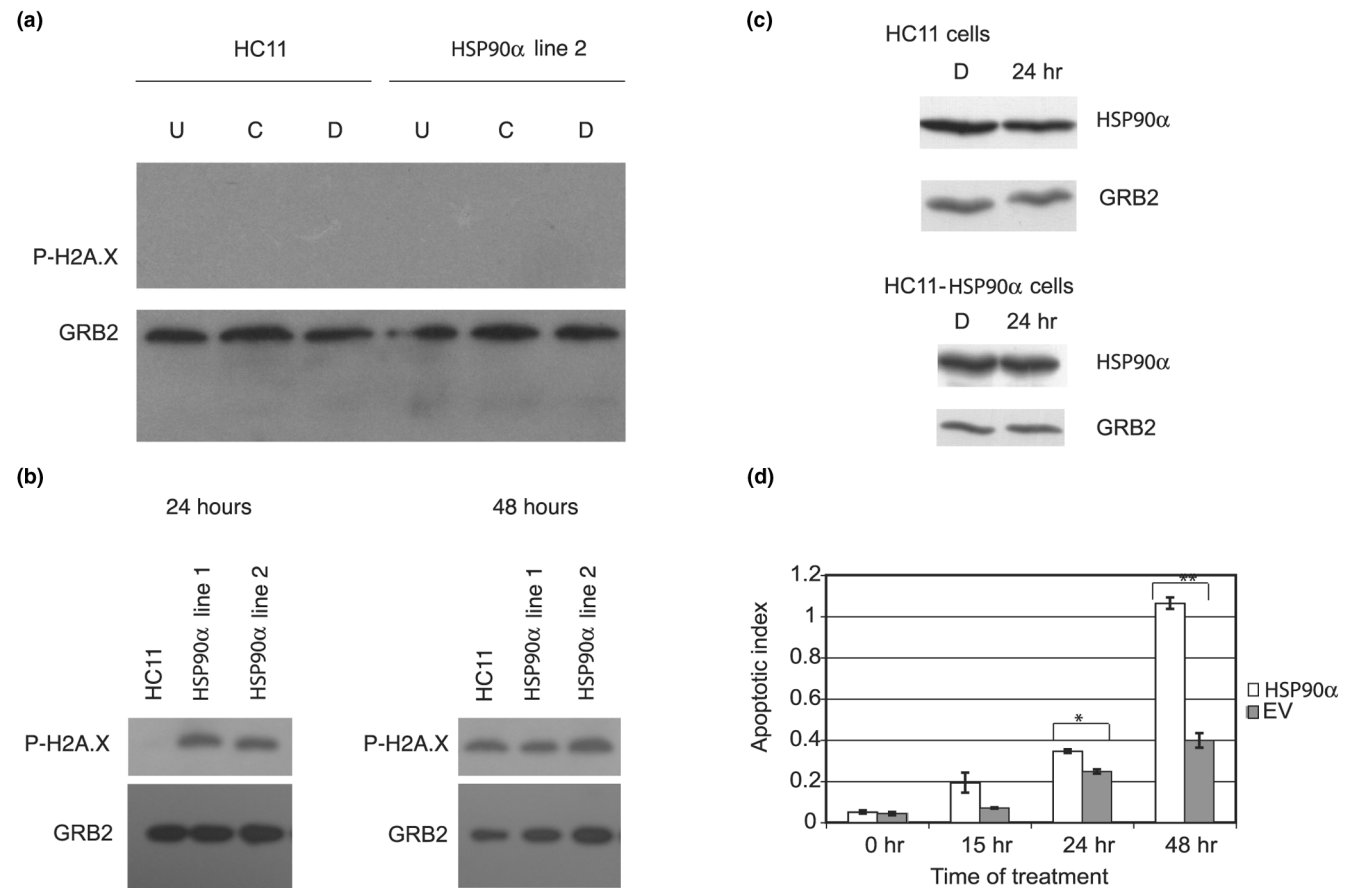 (a)
HC11 HSP90α line 2
U C D U C D
P-H2A.X
GRB2
(b)
24 hours 48 hours
HC11 HSP90α line 1 HSP90α line 2 HC11 HSP90α line 1 HSP90α line 2
P-H2A.X P-H2A.X
GRB2 GRB2
(c)
HC11 cells
D 24 hr
HSP90α
GRB2
HC11-HSP90α cells
D 24 hr
HSP90α
GRB2
(d)
Apoptotic index
1.2
1
0.8
0.6
0.4
0.2
0
* **
HSP90α
EV
0 hr 15 hr 24 hr 48 hr
Time of treatment